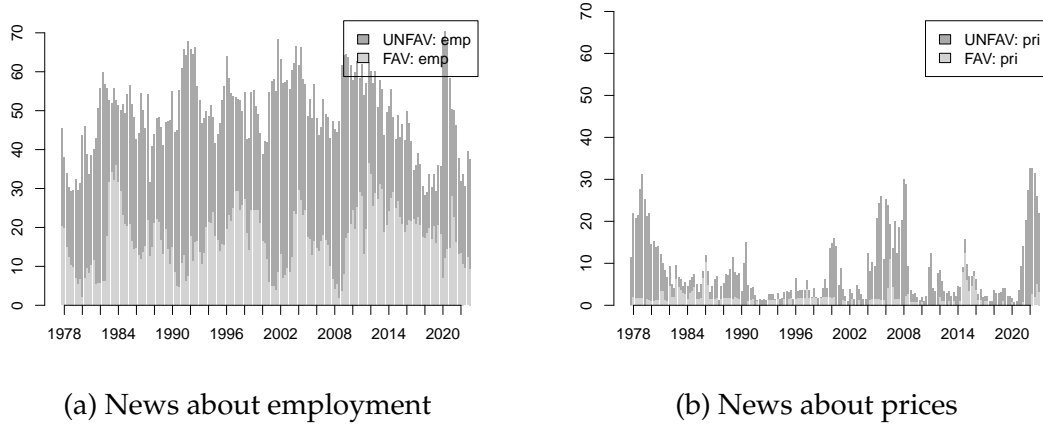 0 10 20 30 40 50 60 70
UNFAV: emp
FAV: emp
1978 1984 1990 1996 2002 2008 2014 2020
(a) News about employment
0 10 20 30 40 50 60 70
UNFAV: pri
FAV: pri
1978 1984 1990 1996 2002 2008 2014 2020
(b) News about prices